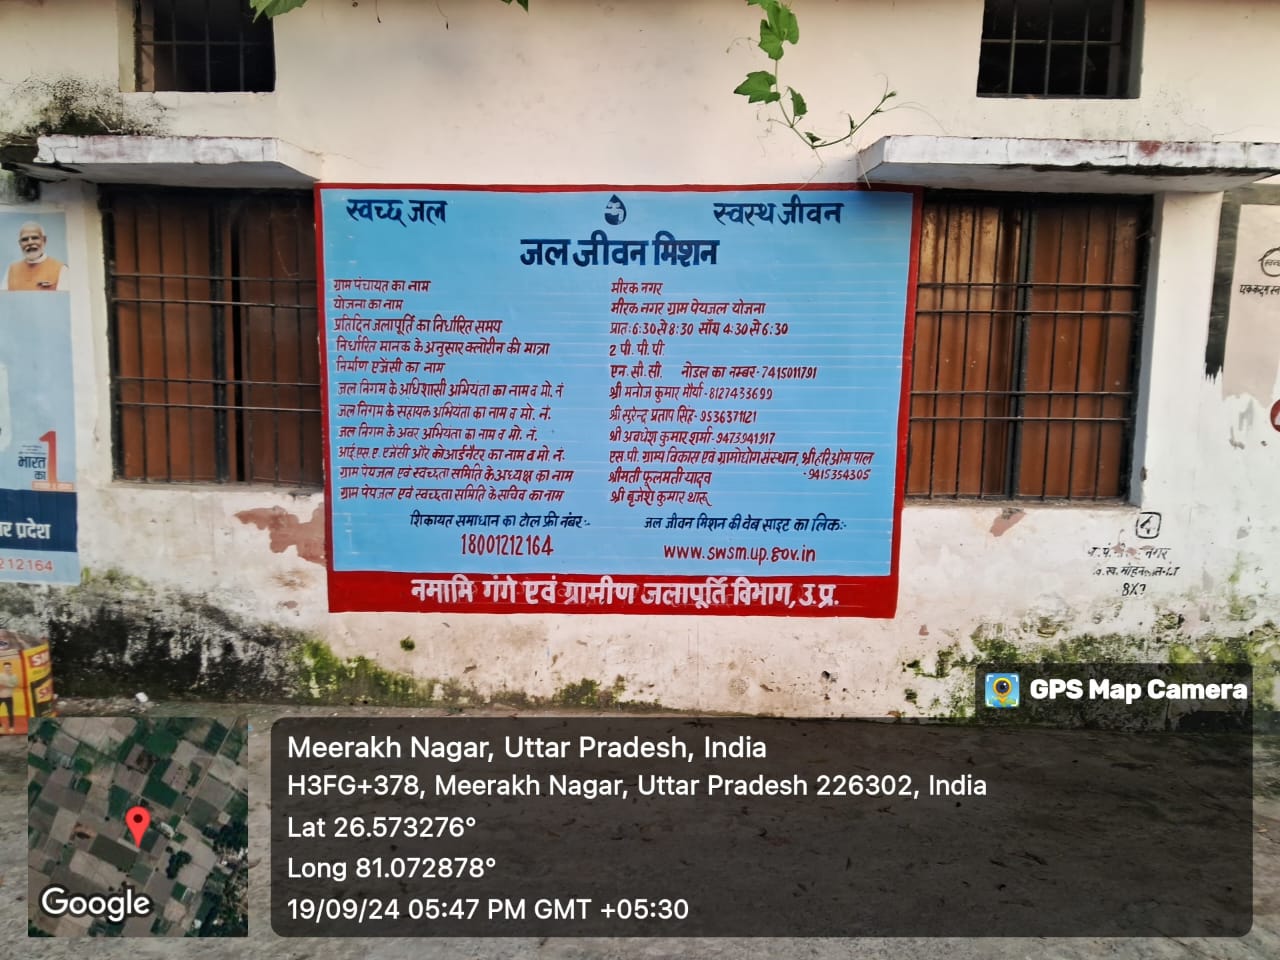 स्वच्छ जल स्वस्थ जीवन
जल जीवन मिशन
ग्राम पंचायत का नाम मीरक नगर
योजना का नाम मीरक नगर ग्राम पेयजल योजना
प्रतिदिन जलापूर्ति का निर्धारित समय प्रातः 6:30 से 8:30 साँय 4:30 से 6:30
निर्धारित मानक के अनुसार क्लोरीन की मात्रा 2 पी. पी. पी.
निर्माण एजेंसी का नाम एन. सी. सी. नोडल का नम्बर- 7415011791
जल निगम के अधिशासी अभियंता का नाम व मो. नं श्री मनोज कुमार मौर्या - 8127433699
जल निगम के सहायक अभियंता का नाम व मो. नं. श्री सुरेन्द्र प्रताप सिंह- 9536371121
जल निगम के अवर अभियंता का नाम व मो. नं. श्री अवधेश कुमार शर्मा- 9473941917
आई.एस.ए. एजेंसी और कोआर्डनैटर का नाम व मो. नं. एस.पी. ग्राम्य विकास एवं ग्रामोद्योग संस्थान, श्री हरिओम पाल
- 9415354305
ग्राम पेयजल एवं स्वच्छता समिति के अध्यक्ष का नाम श्रीमती फूलमती यादव
ग्राम पेयजल एवं स्वच्छता समिति के सचिव का नाम श्री बृजेश कुमार थारू
शिकायत समाधान का टोल फ्री नंबर:- जल जीवन मिशन की वेब साइट का लिंक:-
18001212164 www.swsm.up.gov.in
नमामि गंगे एवं ग्रामीण जलापूर्ति विभाग, उ.प्र.
भारत
का 1
र प्रदेश
212164
4
नगर
8x7
GPS Map Camera
Meerakh Nagar, Uttar Pradesh, India
H3FG+378, Meerakh Nagar, Uttar Pradesh 226302, India
Lat 26.573276°
Long 81.072878°
19/09/24 05:47 PM GMT +05:30
Google